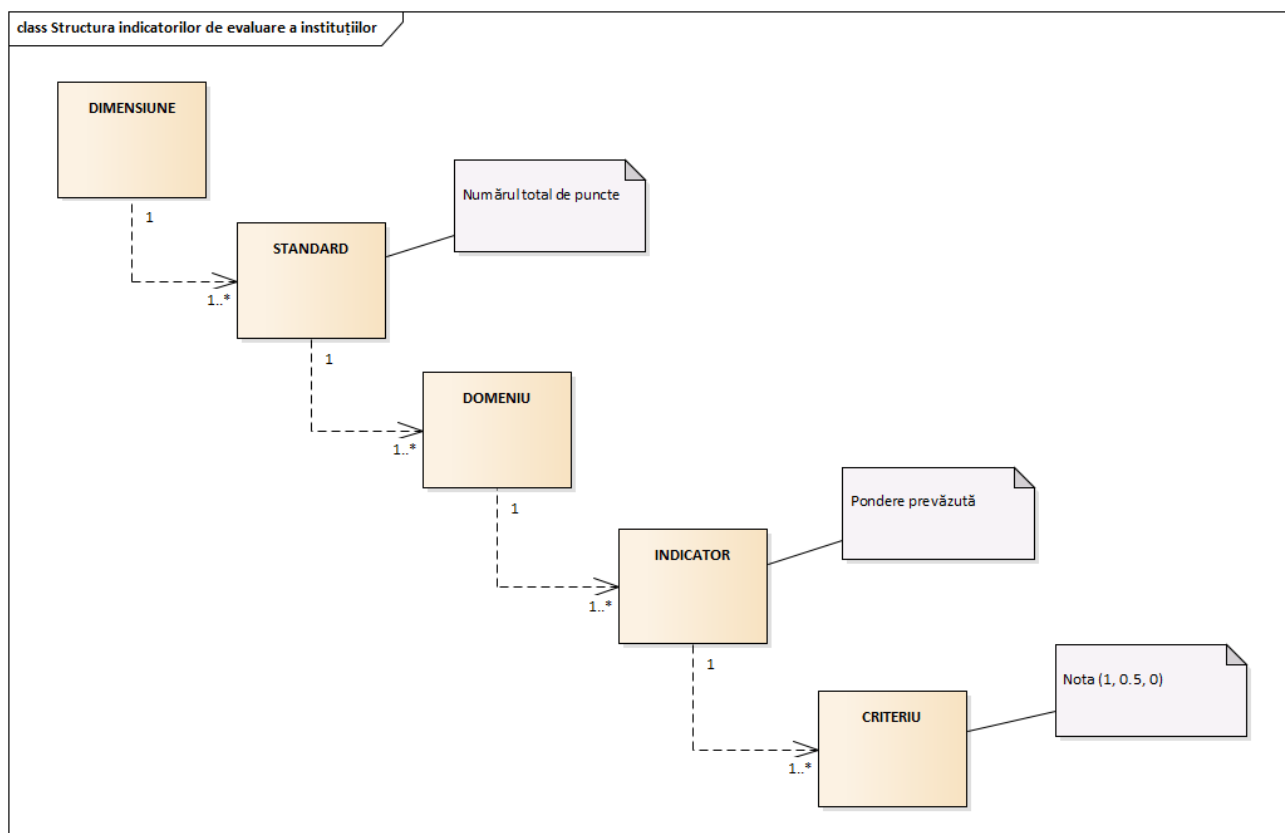 class Structura indicatorilor de evaluare a instituțiilor
DIMENSIUNE
1
1..*
STANDARD
Numărul total de puncte
1
1..*
DOMENIU
1
1..*
INDICATOR
Pondere prevăzută
1
1..*
CRITERIU
Nota (1, 0.5, 0)